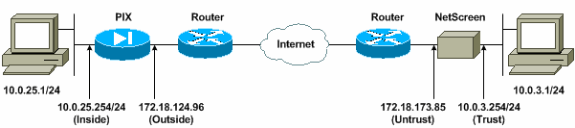 PIX
Router
Internet
Router
NetScreen
10.0.25.1/24
10.0.25.254/24
(Inside)
172.18.124.96
(Outside)
172.18.173.85
(Untrust)
10.0.3.254/24
(Trust)
10.0.3.1/24